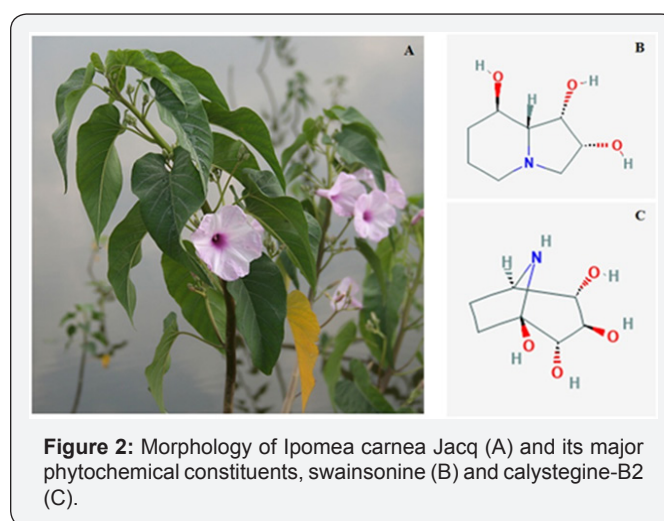 A
B
H
O
H
O
H
H
N
O
H
C
H
N
H
O
H
H
O
O
H
O
H
Figure 2: Morphology of Ipomea carnea Jacq (A) and its major
phytochemical constituents, swainsonine (B) and calystegine-B2
(C).